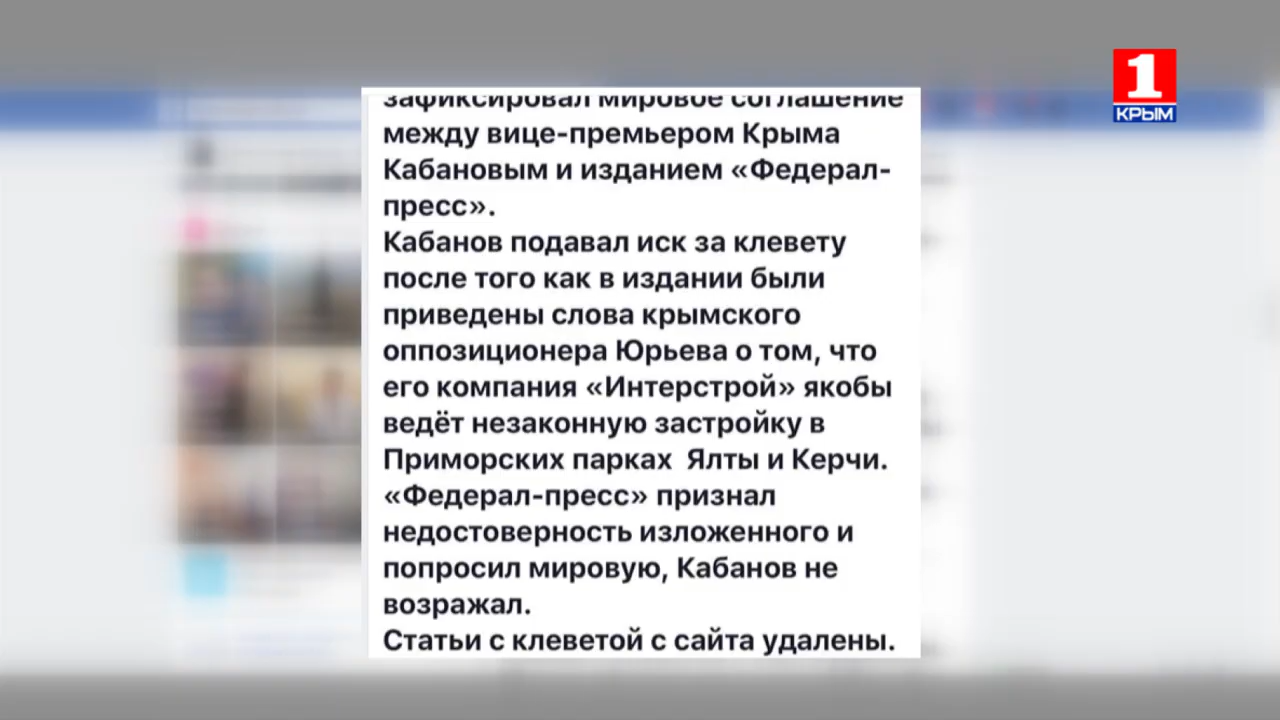 1
КРЫМ
зафиксировал мировое соглашение
между вице-премьером Крыма
Кабановым и изданием «Федерал-
пресс».
Кабанов подавал иск за клевету
после того как в издании были
приведены слова крымского
оппозиционера Юрьева о том, что
его компания «Интерстрой» якобы
ведёт незаконную застройку в
Приморских парках Ялты и Керчи.
«Федерал-пресс» признал
недостоверность изложенного и
попросил мировую, Кабанов не
возражал.
Статьи с клеветой с сайта удалены.